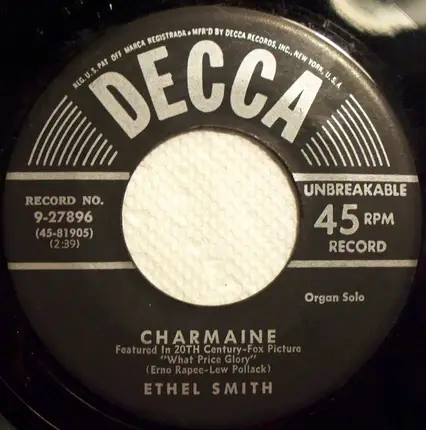 REG. U.S. PAT. OFF. MARCA REGISTRADA • MFR'D BY DECCA RECORDS, INC., NEW YORK, U.S.A.
DECCA
RECORD NO.
9-27896
(45-81905)
(2:39)
UNBREAKABLE
45 RPM
RECORD
Organ Solo
CHARMAINE
Featured In 20TH Century-Fox Picture
"What Price Glory"
(Erno Rapee-Lew Pollack)
ETHEL SMITH